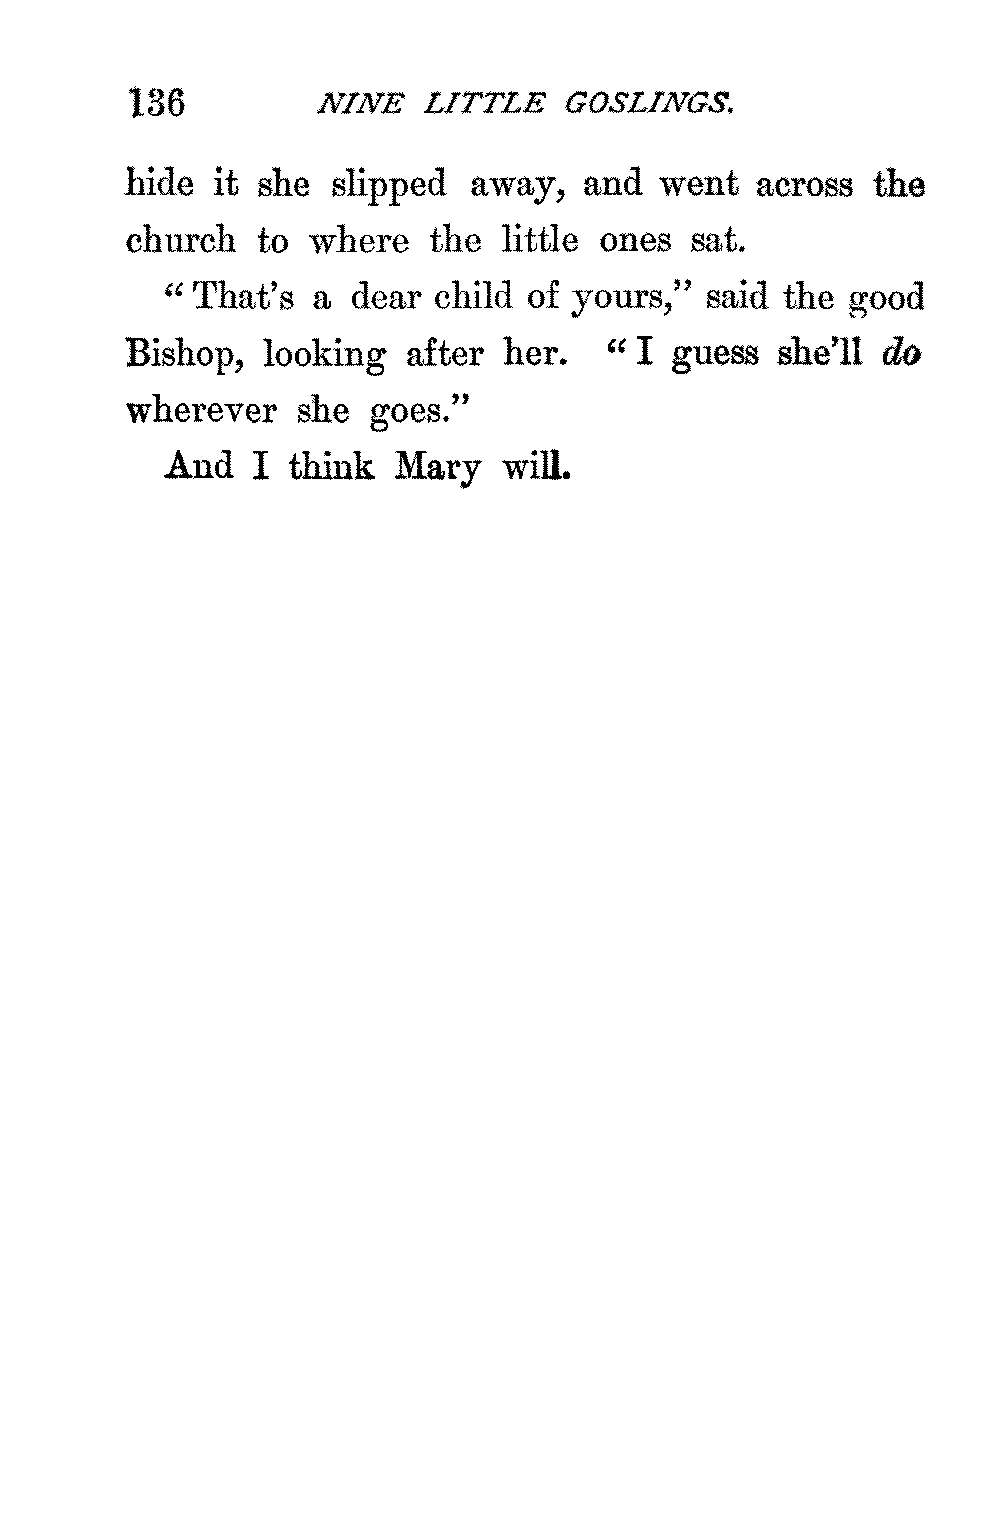 136 NINE LITTLE GOSLINGS.
hide it she slipped away, and went across the
church to where the little ones sat.
"That's a dear child of yours," said the good
Bishop, looking after her. "I guess she'll do
wherever she goes."
And I think Mary will.